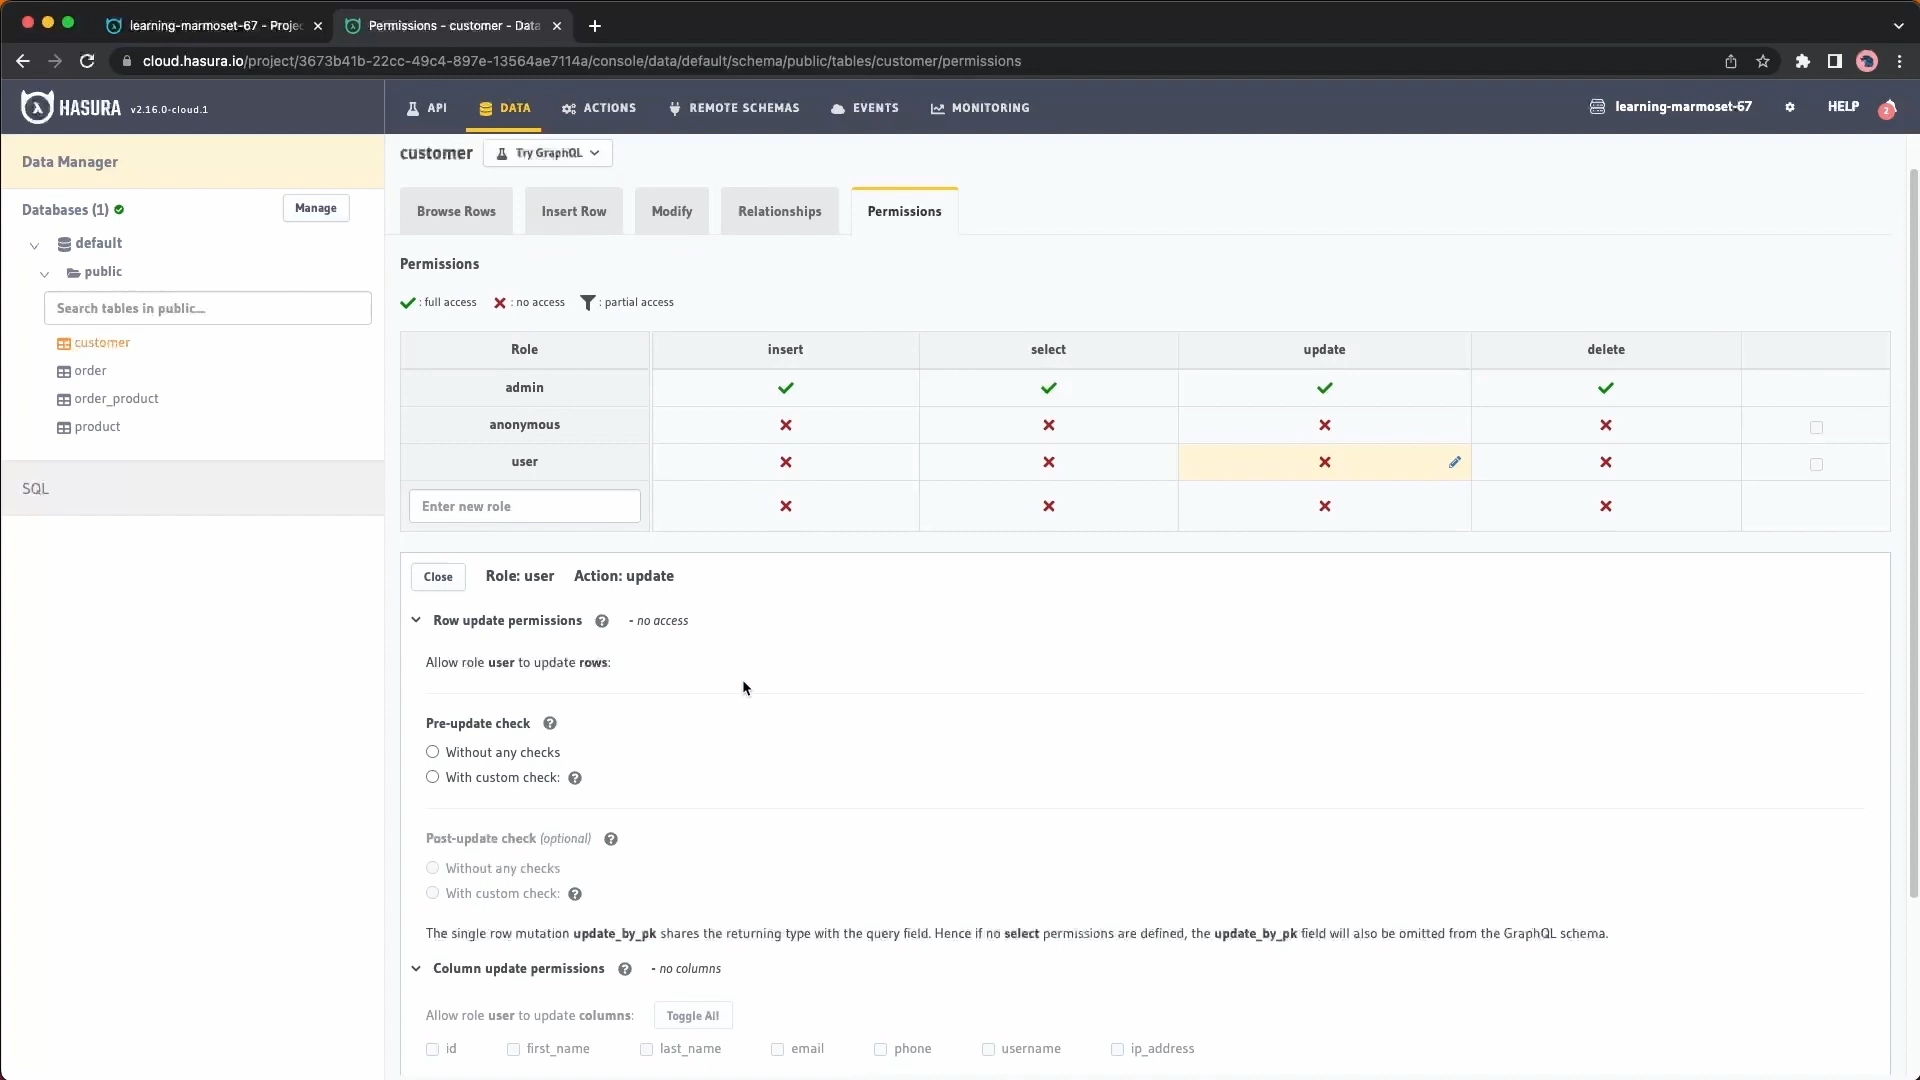 learning-marmoset-67 - Projec
Permissions - customer - Data
cloud.hasura.io/project/3673b41b-22cc-49c4-897e-13564ae7114a/console/data/default/schema/public/tables/customer/permissions
HASURA v2.16.0-cloud.1
API
DATA
ACTIONS
REMOTE SCHEMAS
EVENTS
MONITORING
learning-marmoset-67
HELP
2
Data Manager
Databases (1)
Manage
default
public
Search tables in public...
customer
order
order_product
product
SQL
customer
Try GraphQL
Browse Rows
Insert Row
Modify
Relationships
Permissions
Permissions
: full access : no access : partial access
Role insert select update delete
admin
anonymous
user
Enter new role
Close Role: user Action: update
Row update permissions - no access
Allow role user to update rows:
Pre-update check
Without any checks
With custom check:
Post-update check (optional)
Without any checks
With custom check:
The single row mutation update_by_pk shares the returning type with the query field. Hence if no select permissions are defined, the update_by_pk field will also be omitted from the GraphQL schema.
Column update permissions - no columns
Allow role user to update columns: Toggle All
id first_name last_name email phone username ip_address